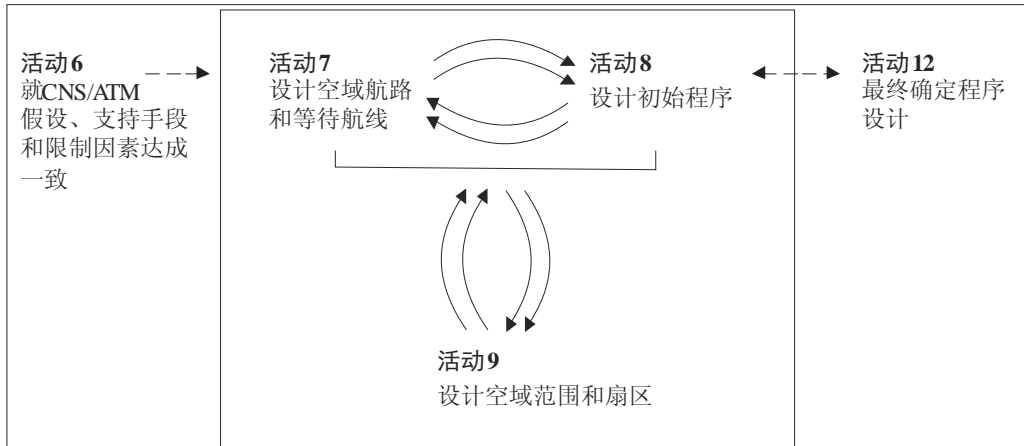 活动6
就CNS/ATM
假设、支持手段
和限制因素达成
一致
活动7
设计空域航路
和等待航线
活动8
设计初始程序
活动12
最终确定程序
设计
活动9
设计空域范围和扇区